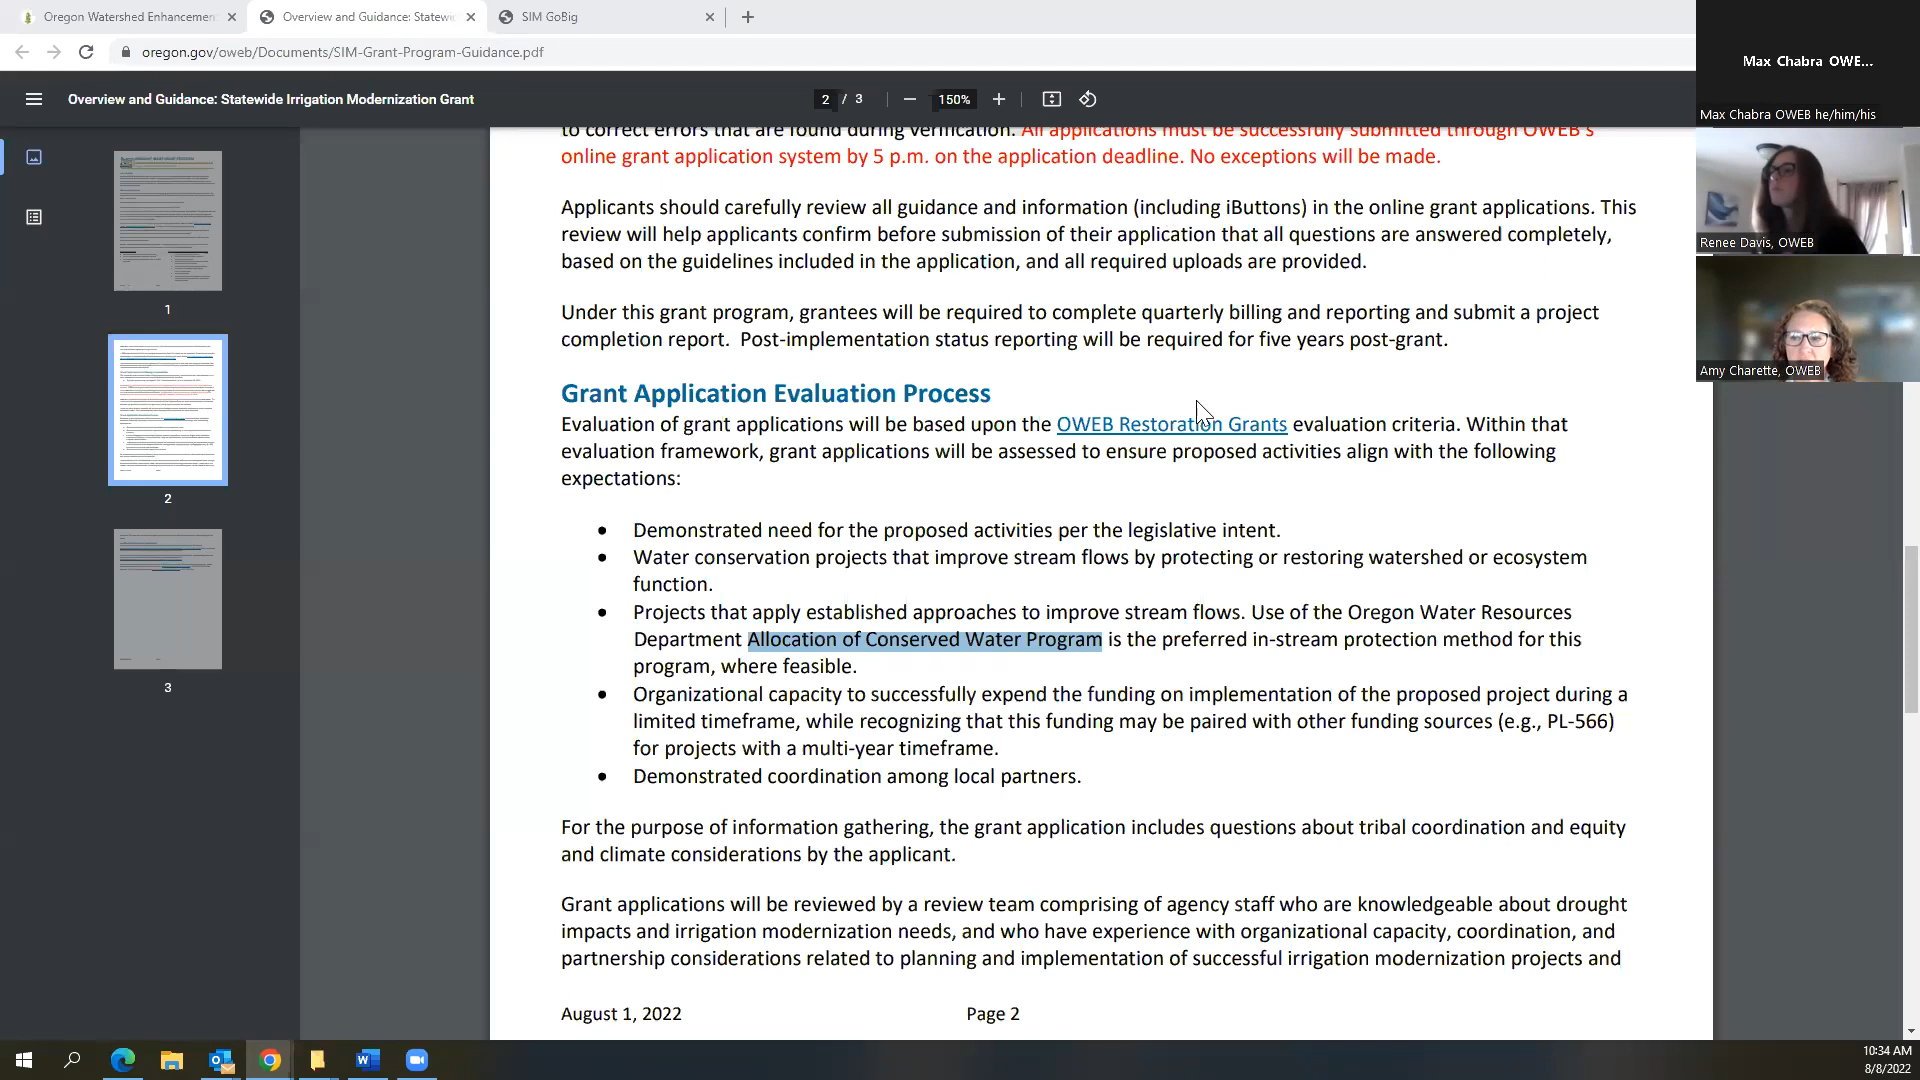 Oregon Watershed Enhancemen
Overview and Guidance: Statew
SIM GoBig
oregon.gov/oweb/Documents/SIM-Grant-Program-Guidance.pdf
Overview and Guidance: Statewide Irrigation Modernization Grant
2 / 3
150%
Max Chabra OWE...
Max Chabra OWEB he/him/his
Renee Davis, OWEB
Amy Charette, OWEB
1
2
3
to correct errors that are found during verification. All applications must be successfully submitted through OWEB's
online grant application system by 5 p.m. on the application deadline. No exceptions will be made.
Applicants should carefully review all guidance and information (including iButtons) in the online grant applications. This
review will help applicants confirm before submission of their application that all questions are answered completely,
based on the guidelines included in the application, and all required uploads are provided.
Under this grant program, grantees will be required to complete quarterly billing and reporting and submit a project
completion report.  Post-implementation status reporting will be required for five years post-grant.
Grant Application Evaluation Process
Evaluation of grant applications will be based upon the OWEB Restoration Grants evaluation criteria. Within that
evaluation framework, grant applications will be assessed to ensure proposed activities align with the following
expectations:
• Demonstrated need for the proposed activities per the legislative intent.
• Water conservation projects that improve stream flows by protecting or restoring watershed or ecosystem
function.
• Projects that apply established approaches to improve stream flows. Use of the Oregon Water Resources
Department Allocation of Conserved Water Program is the preferred in-stream protection method for this
program, where feasible.
• Organizational capacity to successfully expend the funding on implementation of the proposed project during a
limited timeframe, while recognizing that this funding may be paired with other funding sources (e.g., PL-566)
for projects with a multi-year timeframe.
• Demonstrated coordination among local partners.
For the purpose of information gathering, the grant application includes questions about tribal coordination and equity
and climate considerations by the applicant.
Grant applications will be reviewed by a review team comprising of agency staff who are knowledgeable about drought
impacts and irrigation modernization needs, and who have experience with organizational capacity, coordination, and
partnership considerations related to planning and implementation of successful irrigation modernization projects and
August 1, 2022
Page 2
10:34 AM
8/8/2022